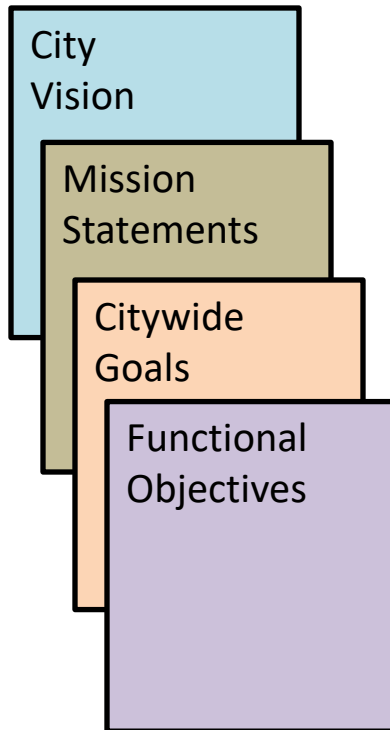 City
Vision
Mission
Statements
Citywide
Goals
Functional
Objectives